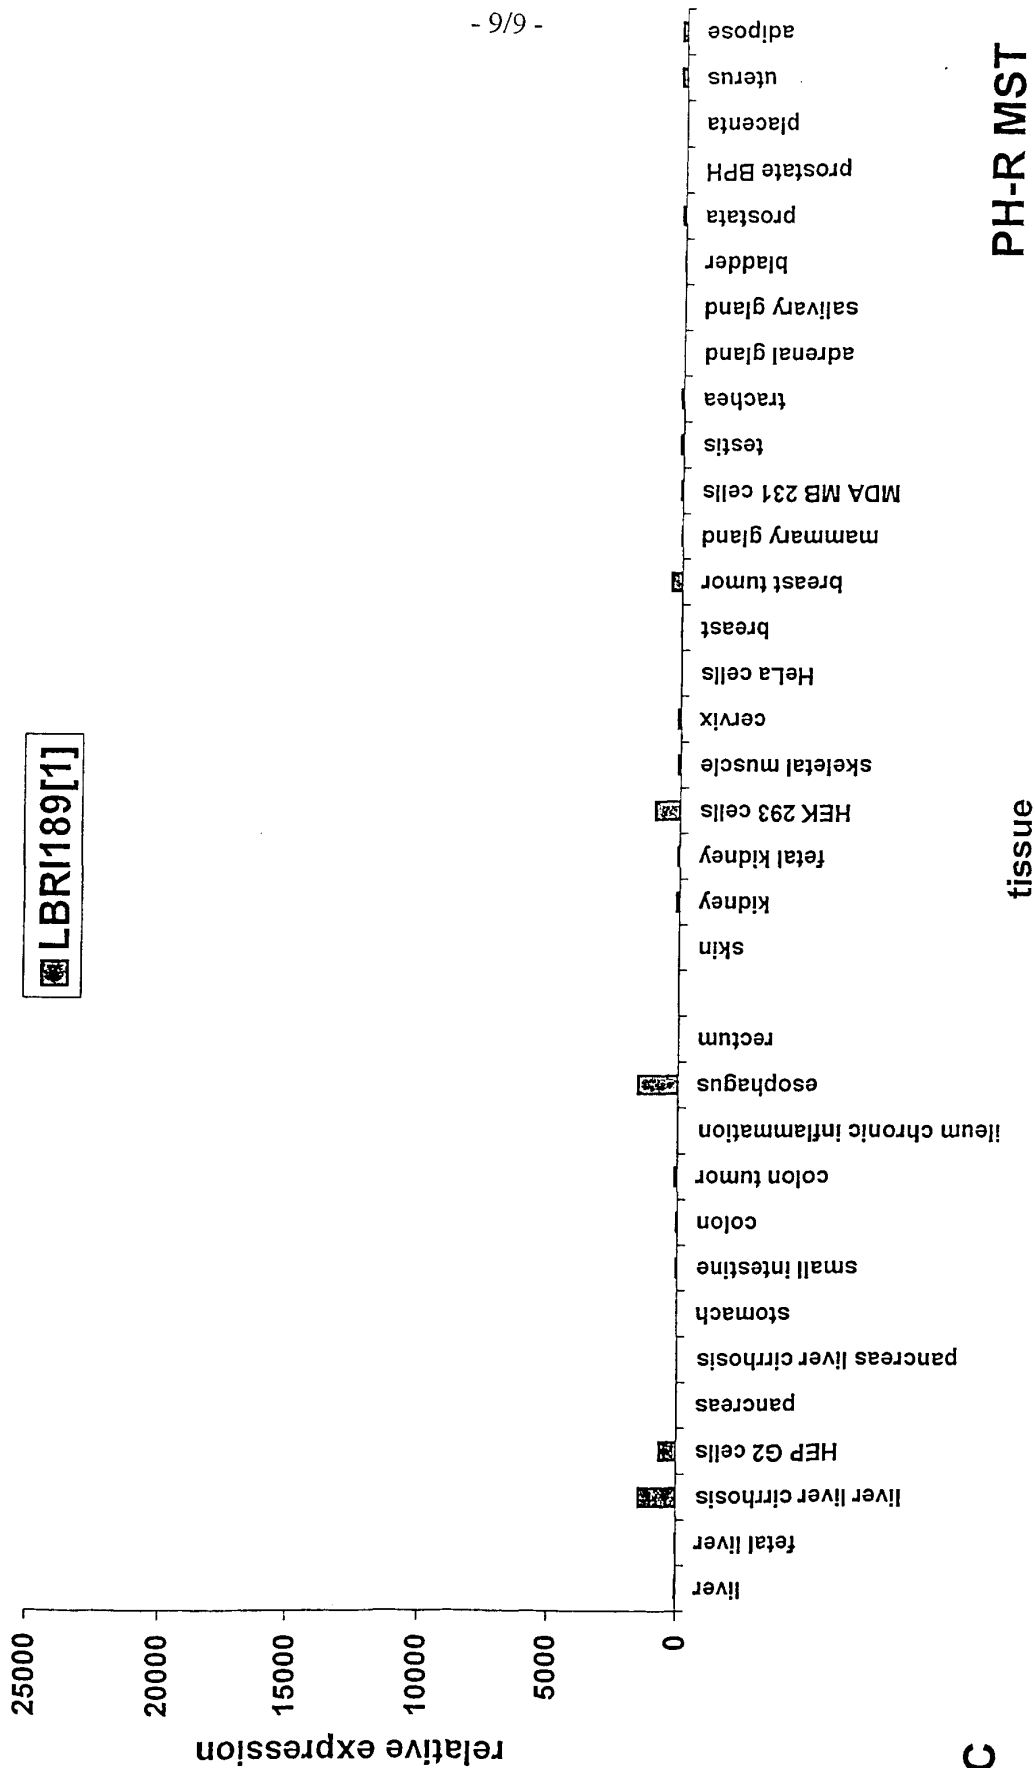 - 9/9 -
LBRI189[1]
relative expression
25000
20000
15000
10000
5000
0
liver
fetal liver
liver liver cirrhosis
HEP G2 cells
pancreas
pancreas liver cirrhosis
stomach
small intestine
colon
colon tumor
ileum chronic inflammation
esophagus
rectum
skin
kidney
fetal kidney
HEK 293 cells
skeletal muscle
cervix
HeLa cells
breast
breast tumor
mammary gland
MDA MB 231 cells
testis
trachea
adrenal gland
salivary gland
bladder
prostata
prostate BPH
placenta
uterus
adipose
tissue
C
PH-R MST